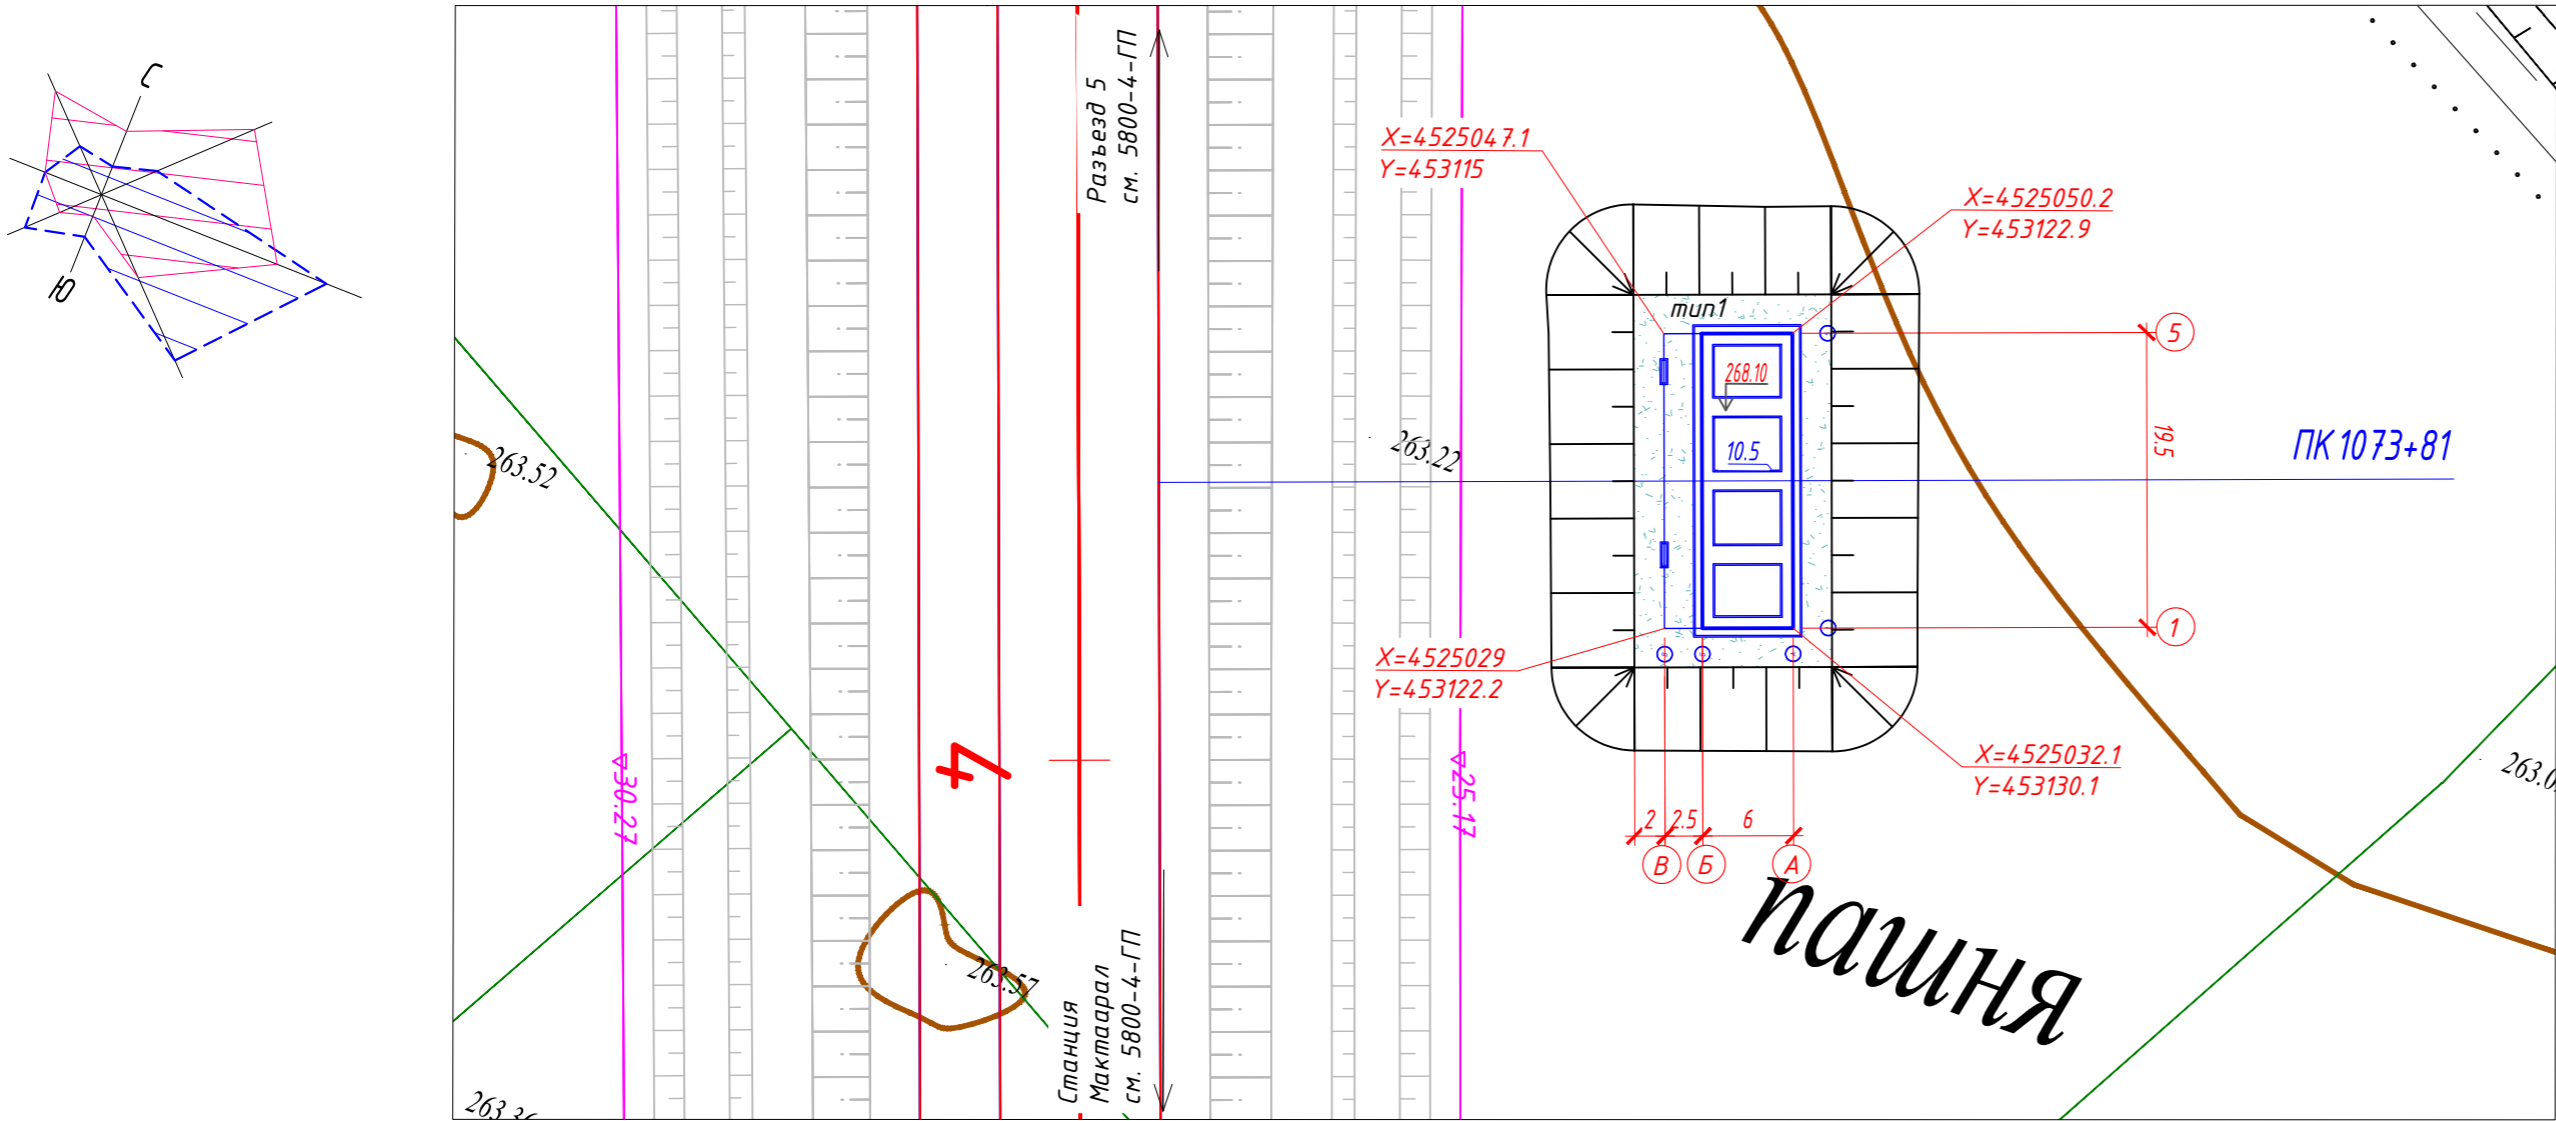 С
Ю
Разъезд 5
см. 5800-4-ГП
X=4525047.1
Y=453115
X=4525050.2
Y=453122.9
тип1
5
268.10
19.5
10.5
ПК1073+81
263.52
263.22
1
X=4525029
Y=453122.2
4
30.27
25.17
X=4525032.1
Y=453130.1
2
2.5
6
В
Б
А
пашня
263.57
Станция
Мактаарал
см. 5800-4-ГП